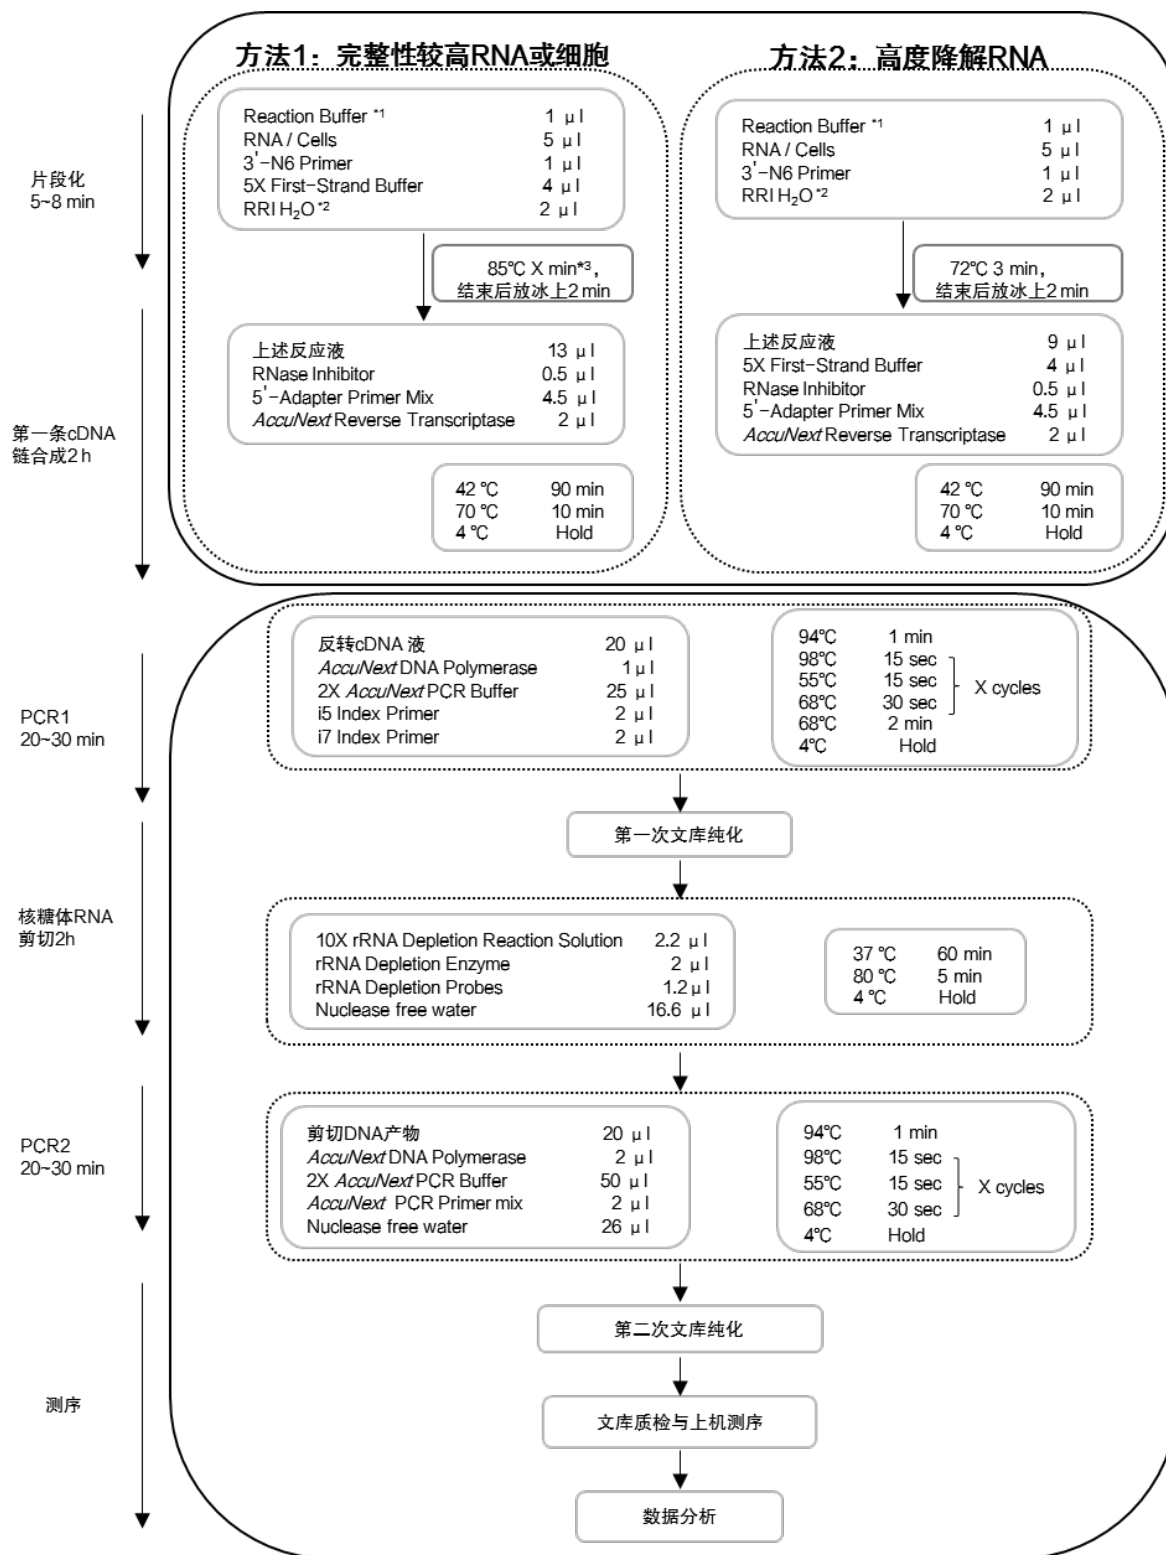 方法1：完整性较高RNA或细胞
方法2；高度降解RNA
片段化
5~8 min
Reaction Buffer *1 1 μl
RNA / Cells 5 μl
3'-N6 Primer 1 μl
5X First-Strand Buffer 4 μl
RRI H₂O *2 2 μl
Reaction Buffer *1 1 μl
RNA / Cells 5 μl
3'-N6 Primer 1 μl
RRI H₂O *2 2 μl
85℃ X min*3，
结束后放冰上2 min
72℃ 3 min，
结束后放冰上2 min
第一条cDNA
链合成2 h
上述反应液 13 μl
RNase Inhibitor 0.5 μl
5'-Adapter Primer Mix 4.5 μl
AccuNext Reverse Transcriptase 2 μl
上述反应液 9 μl
5X First-Strand Buffer 4 μl
RNase Inhibitor 0.5 μl
5'-Adapter Primer Mix 4.5 μl
AccuNext Reverse Transcriptase 2 μl
42 ℃ 90 min
70 ℃ 10 min
4 ℃ Hold
42 ℃ 90 min
70 ℃ 10 min
4 ℃ Hold
PCR1
20~30 min
反转cDNA 液 20 μl
AccuNext DNA Polymerase 1 μl
2X AccuNext PCR Buffer 25 μl
i5 Index Primer 2 μl
i7 Index Primer 2 μl
94℃ 1 min
98℃ 15 sec
55℃ 15 sec
68℃ 30 sec
X cycles
68℃ 2 min
4℃ Hold
第一次文库纯化
核糖体RNA
剪切2h
10X rRNA Depletion Reaction Solution 2.2 μl
rRNA Depletion Enzyme 2 μl
rRNA Depletion Probes 1.2 μl
Nuclease free water 16.6 μl
37 ℃ 60 min
80 ℃ 5 min
4 ℃ Hold
PCR2
20~30 min
剪切DNA产物 20 μl
AccuNext DNA Polymerase 2 μl
2X AccuNext PCR Buffer 50 μl
AccuNext PCR Primer mix 2 μl
Nuclease free water 26 μl
94℃ 1 min
98℃ 15 sec
55℃ 15 sec
68℃ 30 sec
X cycles
4℃ Hold
第二次文库纯化
测序
文库质检与上机测序
数据分析